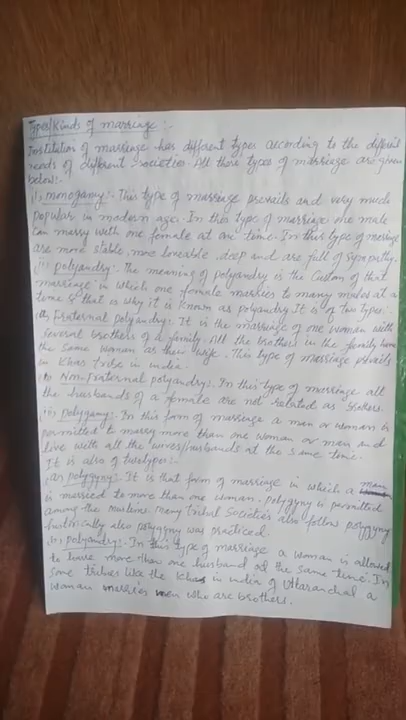 Types/Kinds of marriage :-
Institution of marriage has different types according to the different
needs of different societies. All there types of marriage are given
below:-
(i) monogamy:- This type of marriage prevails and very much
popular in modern age. In this type of marriage one male
can marry with one female at one time. In this type of marriage
are more stable, more loveable, deep and are full of sympathy.
(ii) polyandry: The meaning of polyandry is the custom of that
marriage in which one female marries to many males at a
time so that is why it is known as polyandry. It is of two types:-
(a) Fraternal polyandry: It is the marriage of one woman with
several brothers of a family. All the brothers in the family have
the same woman as their wife. This type of marriage prevails
in Khas tribe in india.
(b) Non-fraternal polyandry: In this type of marriage all
the husbands of a female are not related as brothers.
(iii) Polygamy: In this form of marriage a man or woman is
permitted to marry more than one woman or man and
live with all the wives/husbands at the same time.
It is also of two types:-
(a) polygyny: It is that form of marriage in which a man
is married to more than one woman. Polygyny is permitted
among the muslims. many tribal societies also follow polygyny
historically also polygyny was practiced.
(b) polyandry:- In this type of marriage a woman is allowed
to have more than one husband at the same time. In
some tribes like the Khas in india of Uttaranchal a
woman marries men who are brothers.